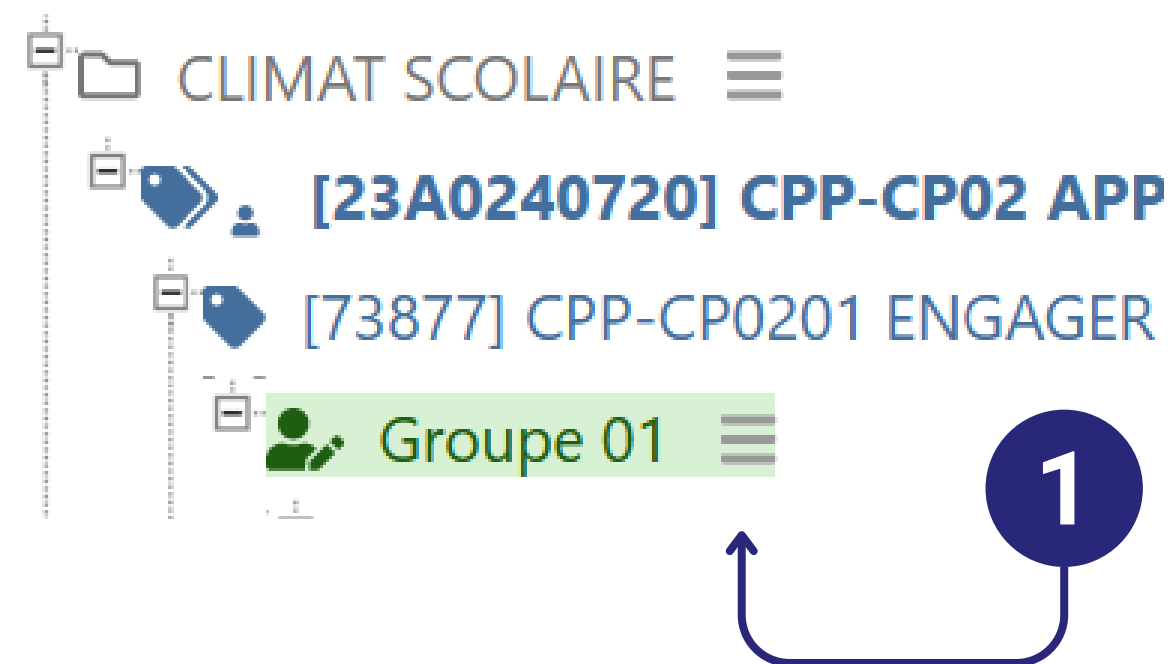 CLIMAT SCOLAIRE
[23A0240720] CPP-CP02 APP
[73877] CPP-CP0201 ENGAGER
Groupe 01
1